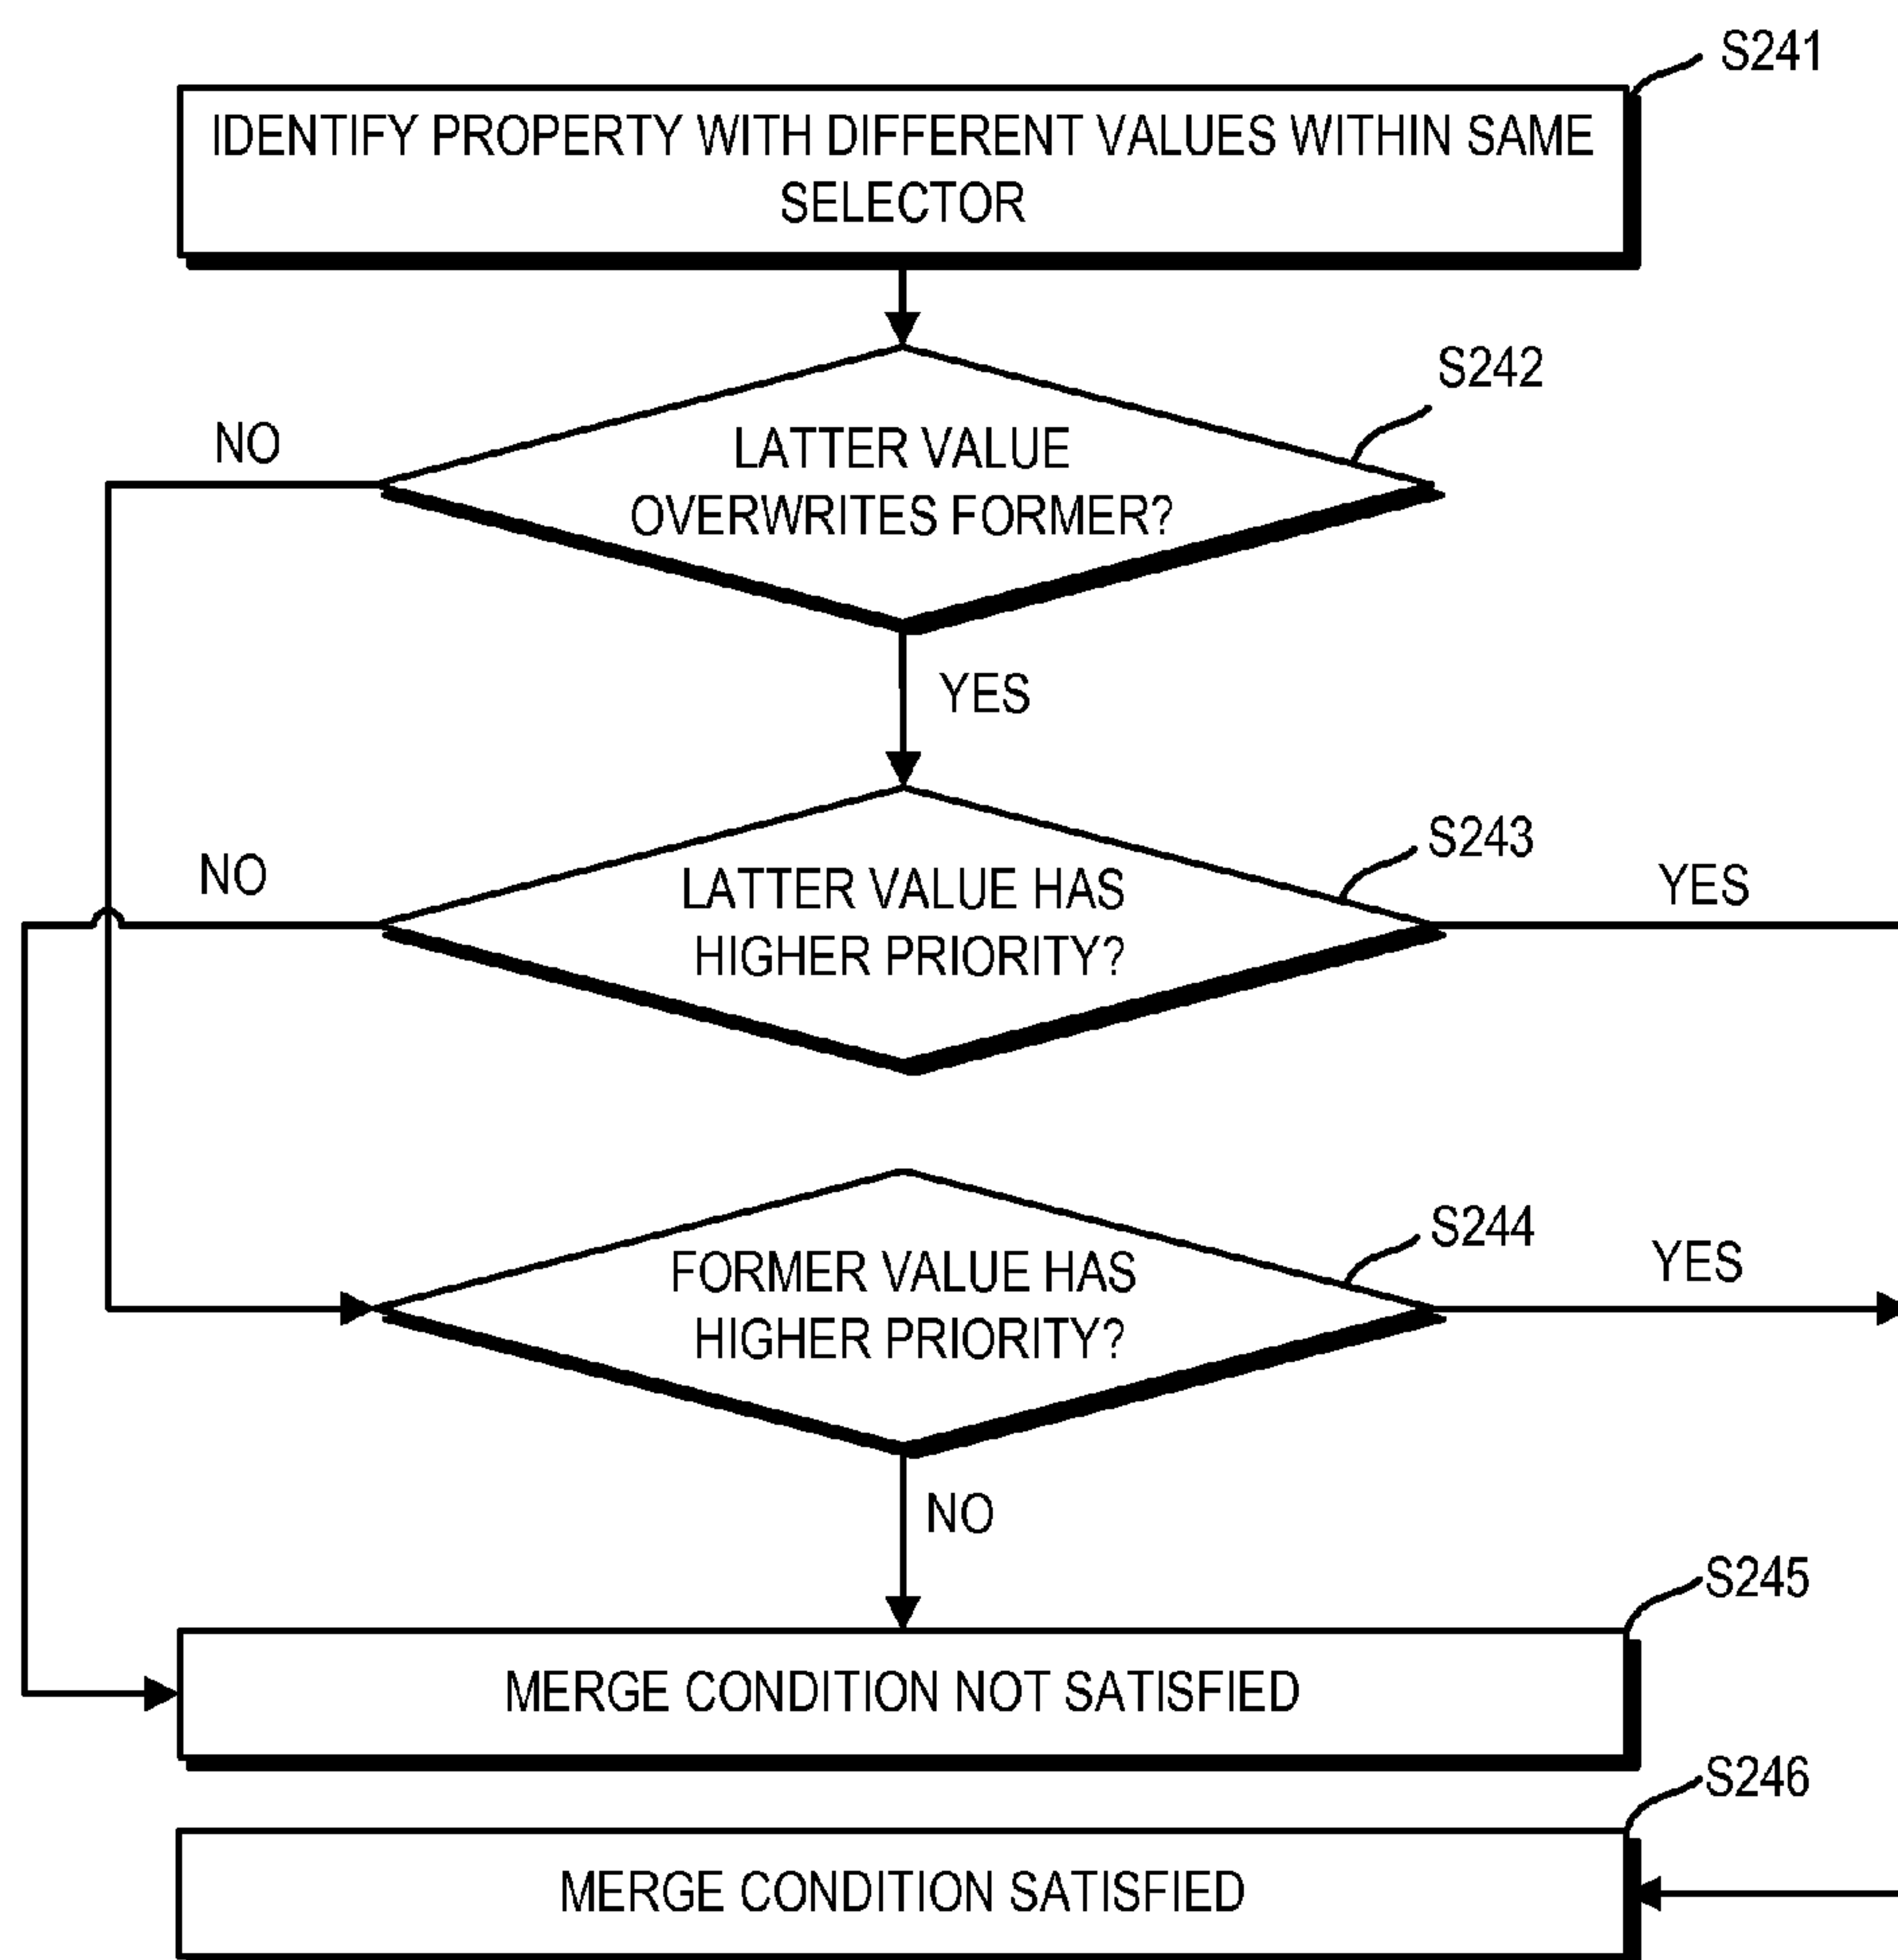 S241
IDENTIFY PROPERTY WITH DIFFERENT VALUES WITHIN SAME
SELECTOR
S242
NO
LATTER VALUE
OVERWRITES FORMER?
YES
S243
NO
LATTER VALUE HAS
HIGHER PRIORITY?
YES
S244
FORMER VALUE HAS
HIGHER PRIORITY?
YES
NO
S245
MERGE CONDITION NOT SATISFIED
S246
MERGE CONDITION SATISFIED